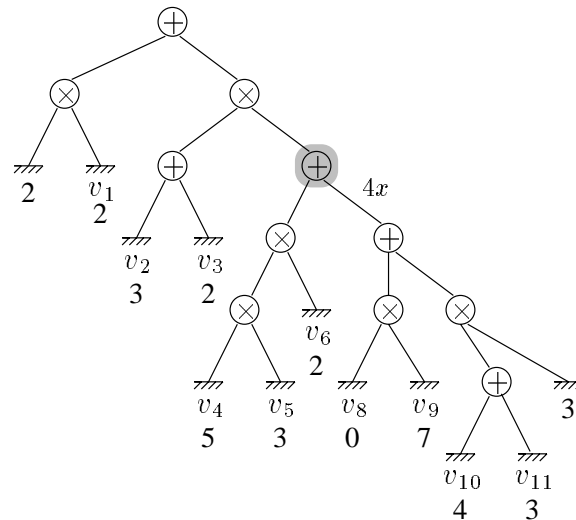 +
× ×
+ +
4x
2 v₁
2
× +
v₂ v₃
3 2
× × ×
v₆
2
v₄ v₅ v₈ v₉ + 3
5 3 0 7
v₁₀ v₁₁
4 3